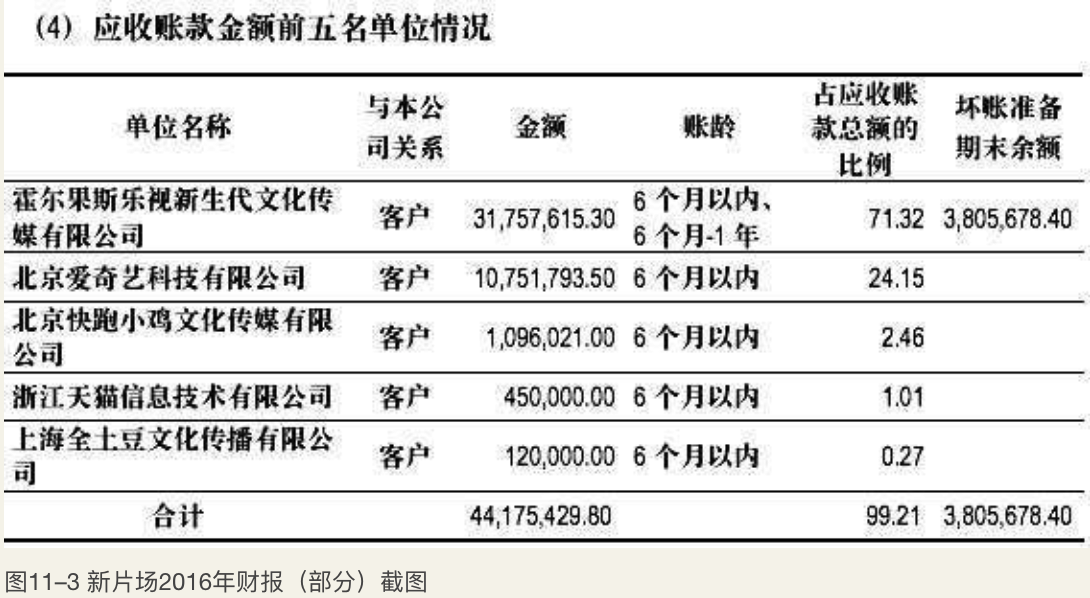 (4) 应收账款金额前五名单位情况
单位名称 与本公司关系 金额 账龄 占应收账款总额的比例 坏账准备期末余额
霍尔果斯乐视新生代文化传媒有限公司 客户 31,757,615.30 6个月以内、6个月-1年 71.32 3,805,678.40
北京爱奇艺科技有限公司 客户 10,751,793.50 6个月以内 24.15
北京快跑小鸡文化传媒有限公司 客户 1,096,021.00 6个月以内 2.46
浙江天猫信息技术有限公司 客户 450,000.00 6个月以内 1.01
上海全土豆文化传播有限公司 客户 120,000.00 6个月以内 0.27
合计 44,175,429.80 99.21 3,805,678.40
图11-3 新片场2016年财报（部分）截图